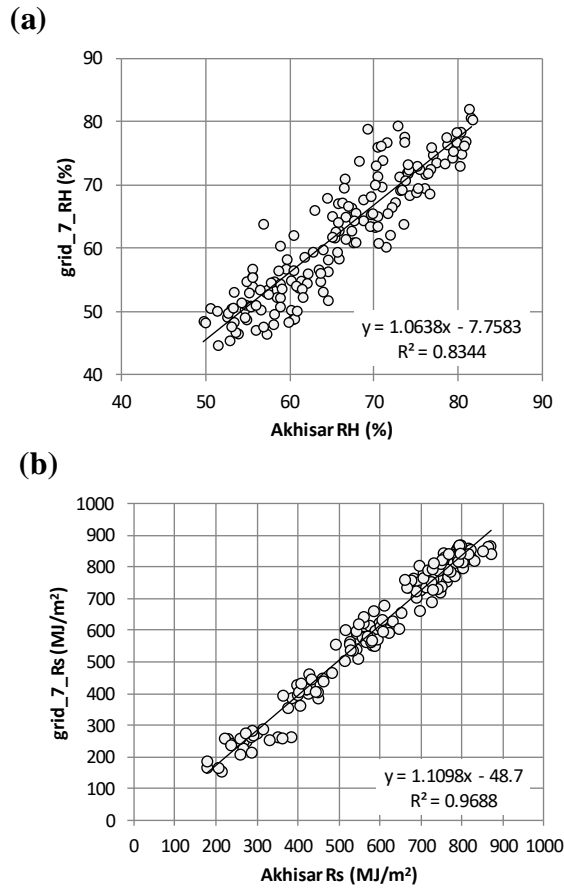 (a)
90
80
70
60
50
40
grid_7_RH (%)
y = 1.0638x - 7.7583
R² = 0.8344
40 50 60 70 80 90
Akhisar RH (%)
(b)
1000
900
800
700
600
500
400
300
200
100
0
grid_7_Rs (MJ/m²)
y = 1.1098x - 48.7
R² = 0.9688
0 100 200 300 400 500 600 700 800 900 1000
Akhisar Rs (MJ/m²)